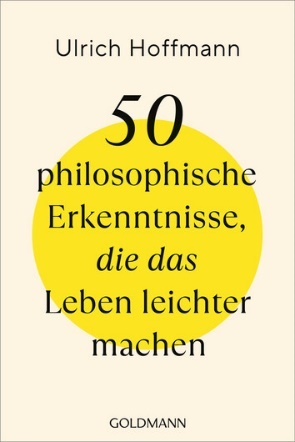 Ulrich Hoffmann
50
philosophische
Erkenntnisse,
die das
Leben leichter
machen
GOLDMANN